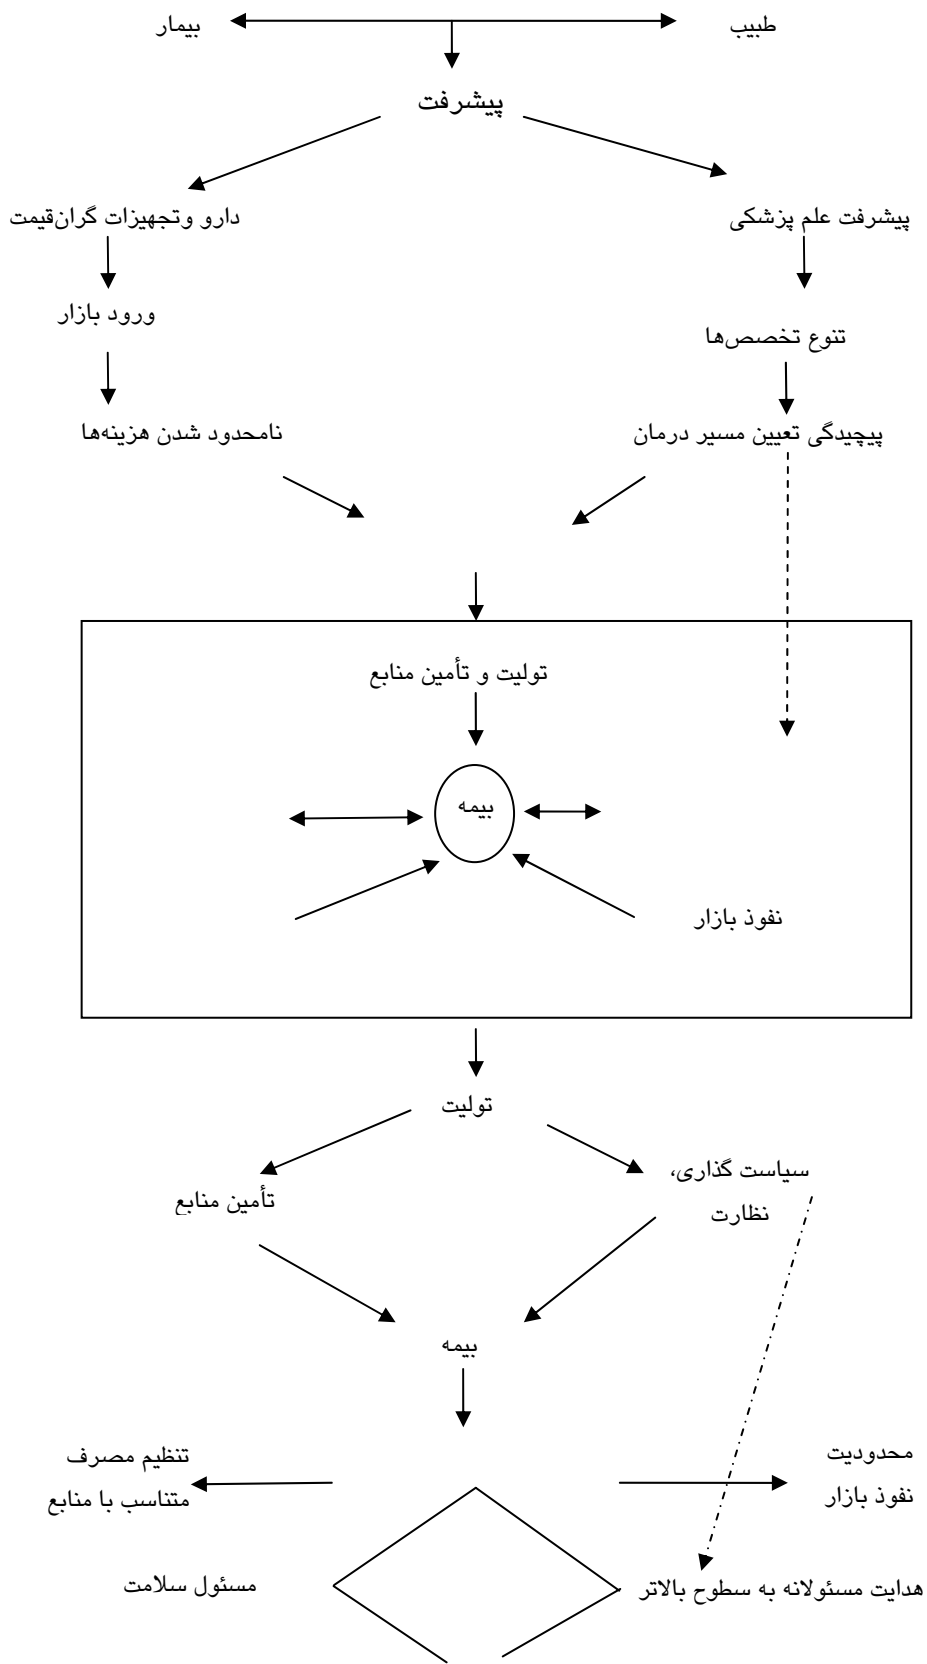 طبیب
بیمار
پیشرفت
پیشرفت علم پزشکی
دارو وتجهیزات گران‌قیمت
ورود بازار
تنوع تخصص‌ها
پیچیدگی تعیین مسیر درمان
نامحدود شدن هزینه‌ها
تولیت و تأمین منابع
بیمه
نفوذ بازار
تولیت
سیاست گذاری،
نظارت
تأمین منابع
بیمه
محدودیت
نفوذ بازار
تنظیم مصرف
متناسب با منابع
هدایت مسئولانه به سطوح بالاتر
مسئول سلامت